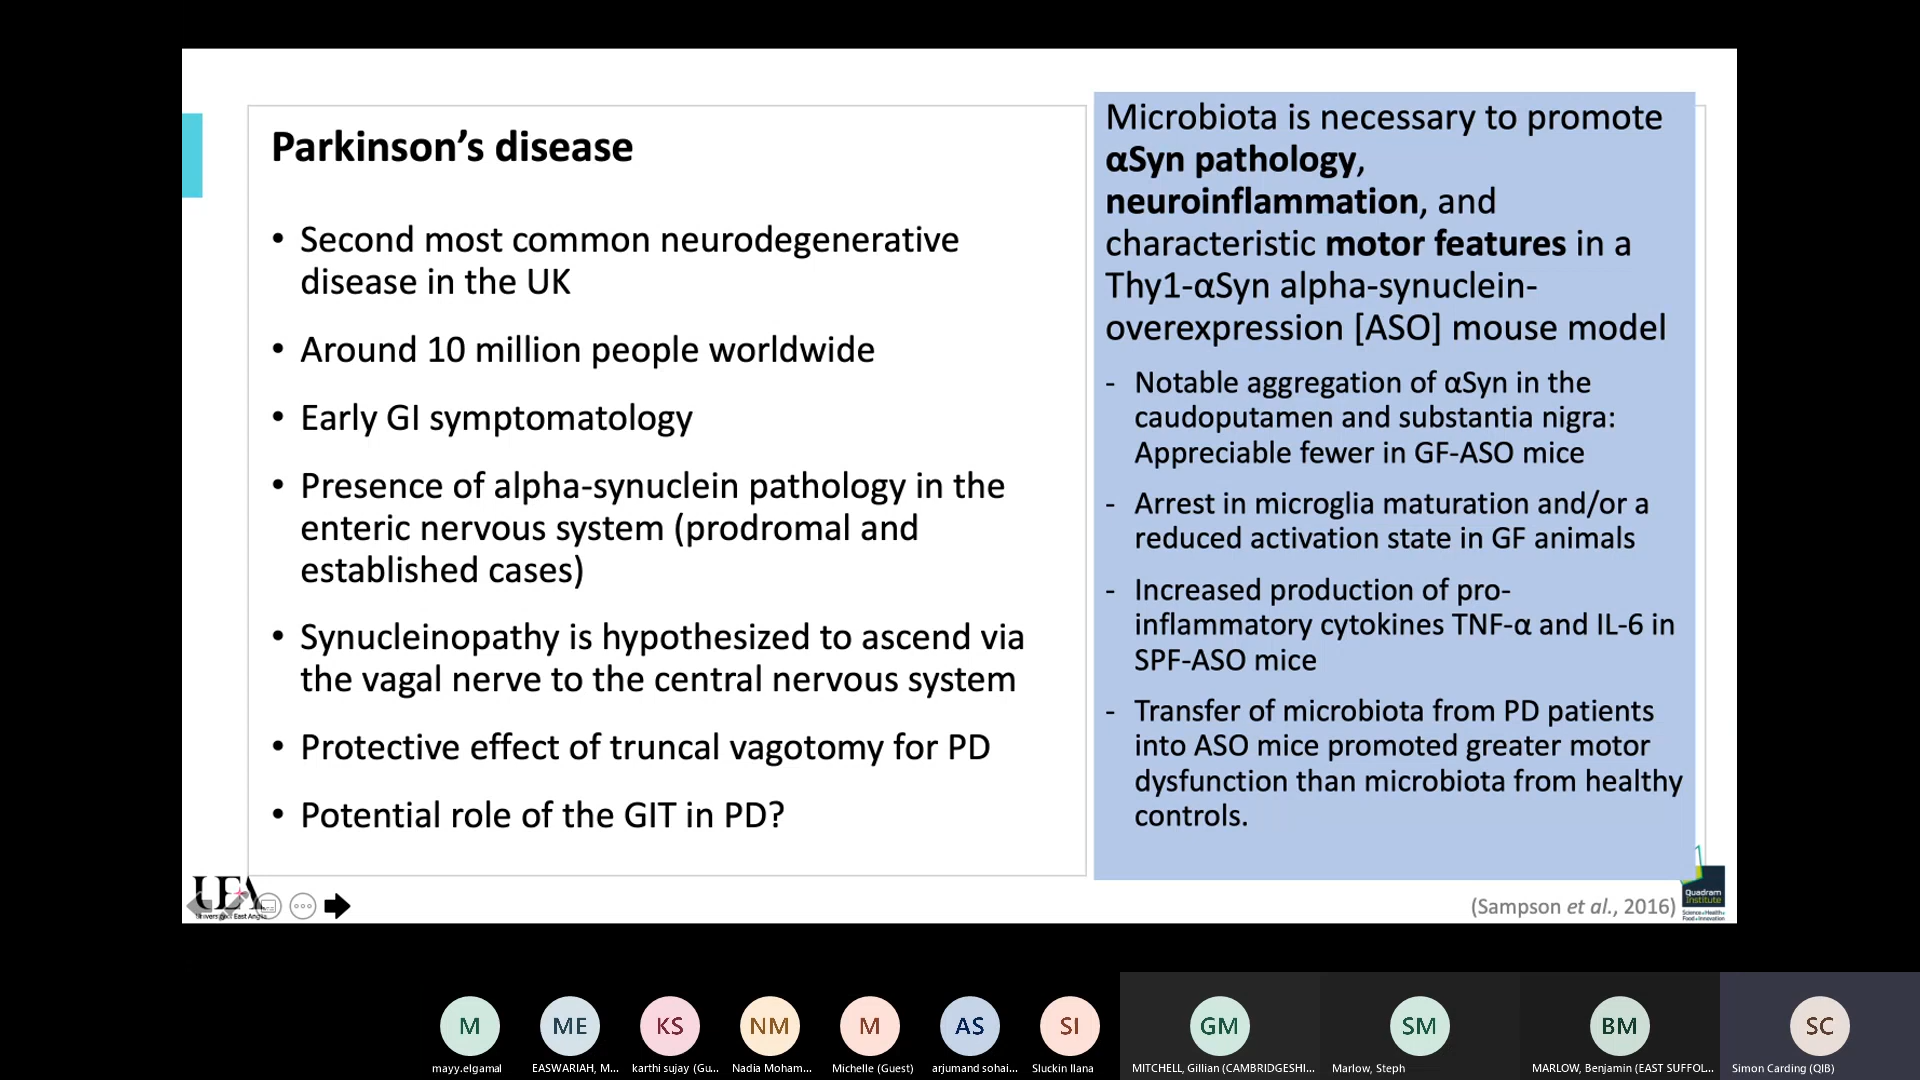 Parkinson's disease
• Second most common neurodegenerative
disease in the UK
• Around 10 million people worldwide
• Early GI symptomatology
• Presence of alpha-synuclein pathology in the
enteric nervous system (prodromal and
established cases)
• Synucleinopathy is hypothesized to ascend via
the vagal nerve to the central nervous system
• Protective effect of truncal vagotomy for PD
• Potential role of the GIT in PD?
Microbiota is necessary to promote
αSyn pathology,
neuroinflammation, and
characteristic motor features in a
Thy1-αSyn alpha-synuclein-
overexpression [ASO] mouse model
- Notable aggregation of αSyn in the
caudoputamen and substantia nigra:
Appreciable fewer in GF-ASO mice
- Arrest in microglia maturation and/or a
reduced activation state in GF animals
- Increased production of pro-
inflammatory cytokines TNF-α and IL-6 in
SPF-ASO mice
- Transfer of microbiota from PD patients
into ASO mice promoted greater motor
dysfunction than microbiota from healthy
controls.
UEA
East Anglia
(Sampson et al., 2016)
Quadram
Institute
Science • Health •
Food • Innovation
M ME KS NM M AS SI GM SM BM SC
mayy.elgamal EASWARIAH, M... karthi sujay (Gu... Nadia Moham... Michelle (Guest) arjumand sohai... Sluckin Ilana MITCHELL, Gillian (CAMBRIDGESHI... Marlow, Steph MARLOW, Benjamin (EAST SUFFOL... Simon Carding (QIB)